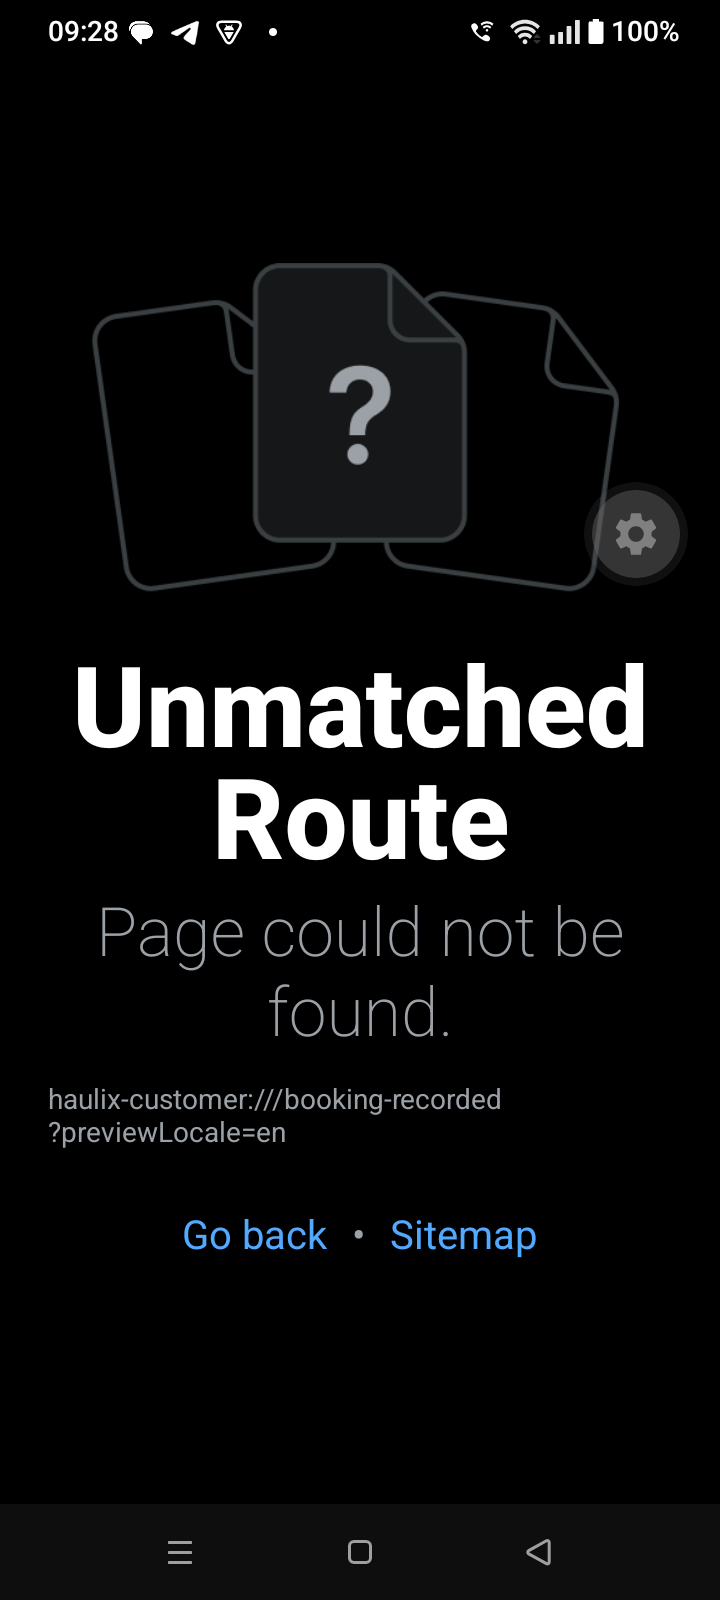 09:28
100%
?
Unmatched
Route
Page could not be
found.
haulix-customer:///booking-recorded
?previewLocale=en
Go back • Sitemap